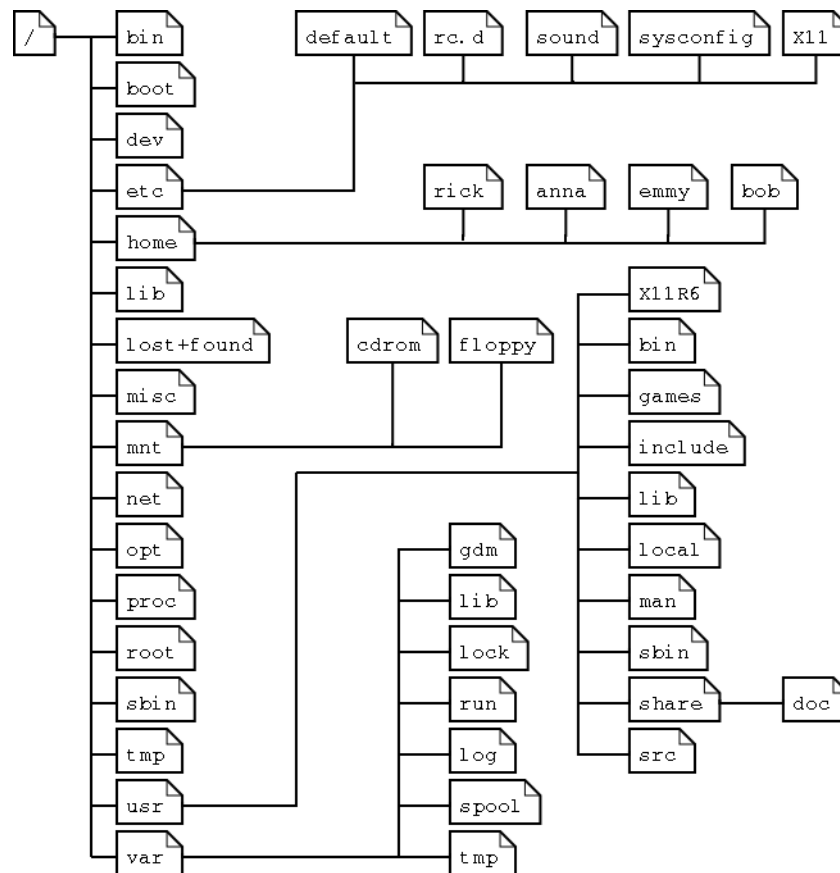 / bin default rc.d sound sysconfig X11
boot
dev
etc rick anna emmy bob
home
lib X11R6
lost+found cdrom floppy bin
misc games
mnt include
net lib
opt gdm local
proc lib man
root lock sbin
sbin run share doc
tmp log src
usr spool
var tmp